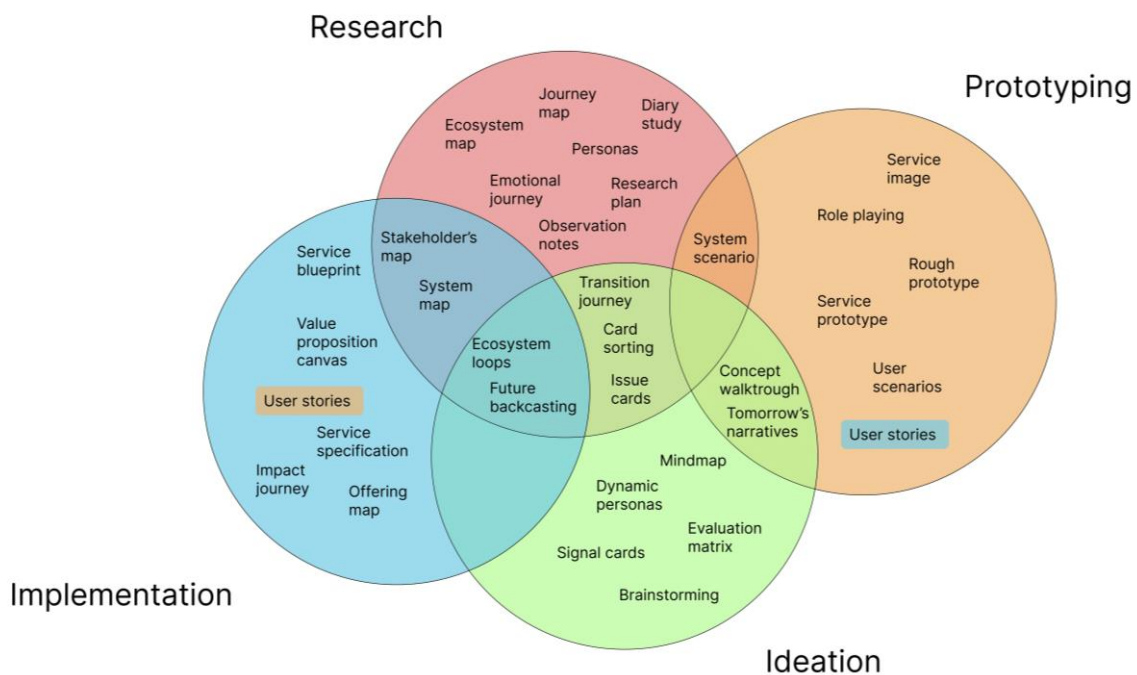 Research
Prototyping
Journey
map
Diary
study
Ecosystem
map
Personas
Emotional
journey
Research
plan
Observation
notes
Service
image
Role playing
Rough
prototype
Service
prototype
User
scenarios
User stories
System
scenario
Stakeholder's
map
System
map
Service
blueprint
Value
proposition
canvas
User stories
Service
specification
Impact
journey
Offering
map
Transition
journey
Card
sorting
Issue
cards
Ecosystem
loops
Future
backcasting
Concept
walktrough
Tomorrow's
narratives
Mindmap
Dynamic
personas
Evaluation
matrix
Signal cards
Brainstorming
Implementation
Ideation